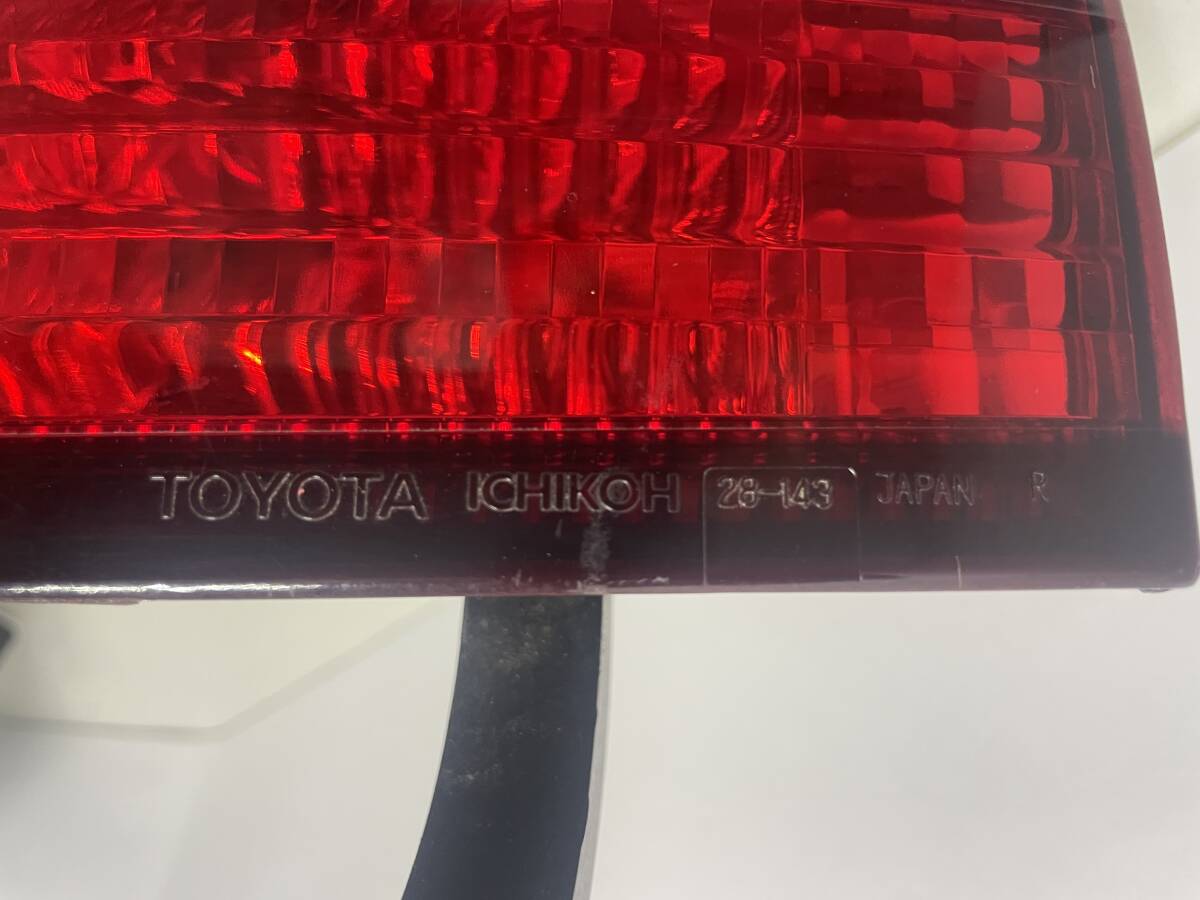 TOYOTA ICHIKOH 28-143 JAPAN R